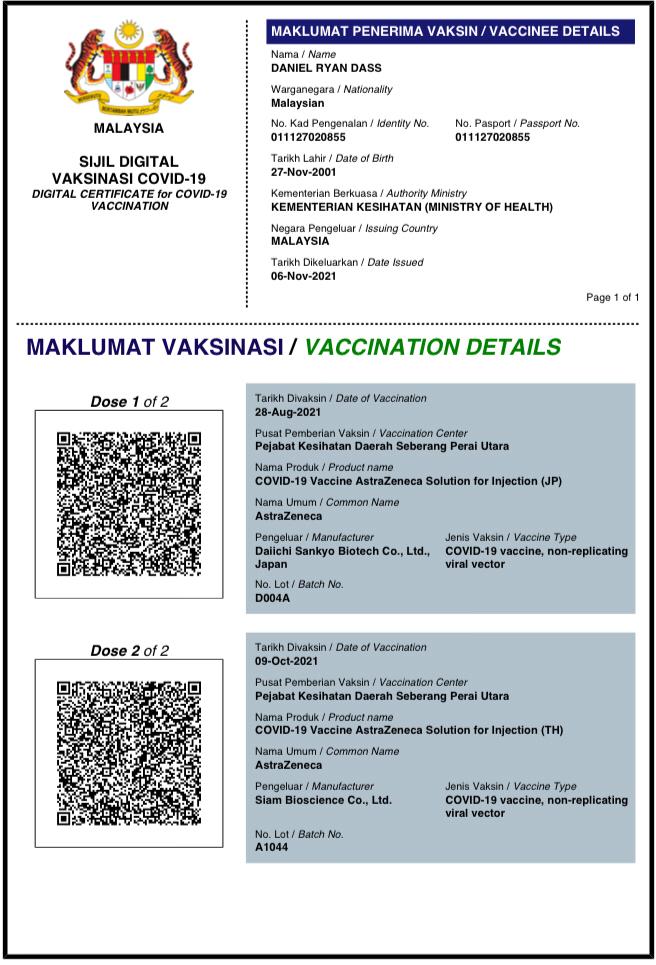 MALAYSIA
SIJIL DIGITAL
VAKSINASI COVID-19
DIGITAL CERTIFICATE for COVID-19
VACCINATION
MAKLUMAT PENERIMA VAKSIN / VACCINEE DETAILS
Nama / Name
DANIEL RYAN DASS
Warganegara / Nationality
Malaysian
No. Kad Pengenalan / Identity No. No. Pasport / Passport No.
011127020855 011127020855
Tarikh Lahir / Date of Birth
27-Nov-2001
Kementerian Berkuasa / Authority Ministry
KEMENTERIAN KESIHATAN (MINISTRY OF HEALTH)
Negara Pengeluar / Issuing Country
MALAYSIA
Tarikh Dikeluarkan / Date Issued
06-Nov-2021
Page 1 of 1
MAKLUMAT VAKSINASI / VACCINATION DETAILS
Dose 1 of 2
Tarikh Divaksin / Date of Vaccination
28-Aug-2021
Pusat Pemberian Vaksin / Vaccination Center
Pejabat Kesihatan Daerah Seberang Perai Utara
Nama Produk / Product name
COVID-19 Vaccine AstraZeneca Solution for Injection (JP)
Nama Umum / Common Name
AstraZeneca
Pengeluar / Manufacturer Jenis Vaksin / Vaccine Type
Daiichi Sankyo Biotech Co., Ltd., COVID-19 vaccine, non-replicating
Japan viral vector
No. Lot / Batch No.
D004A
Dose 2 of 2
Tarikh Divaksin / Date of Vaccination
09-Oct-2021
Pusat Pemberian Vaksin / Vaccination Center
Pejabat Kesihatan Daerah Seberang Perai Utara
Nama Produk / Product name
COVID-19 Vaccine AstraZeneca Solution for Injection (TH)
Nama Umum / Common Name
AstraZeneca
Pengeluar / Manufacturer Jenis Vaksin / Vaccine Type
Siam Bioscience Co., Ltd. COVID-19 vaccine, non-replicating
viral vector
No. Lot / Batch No.
A1044